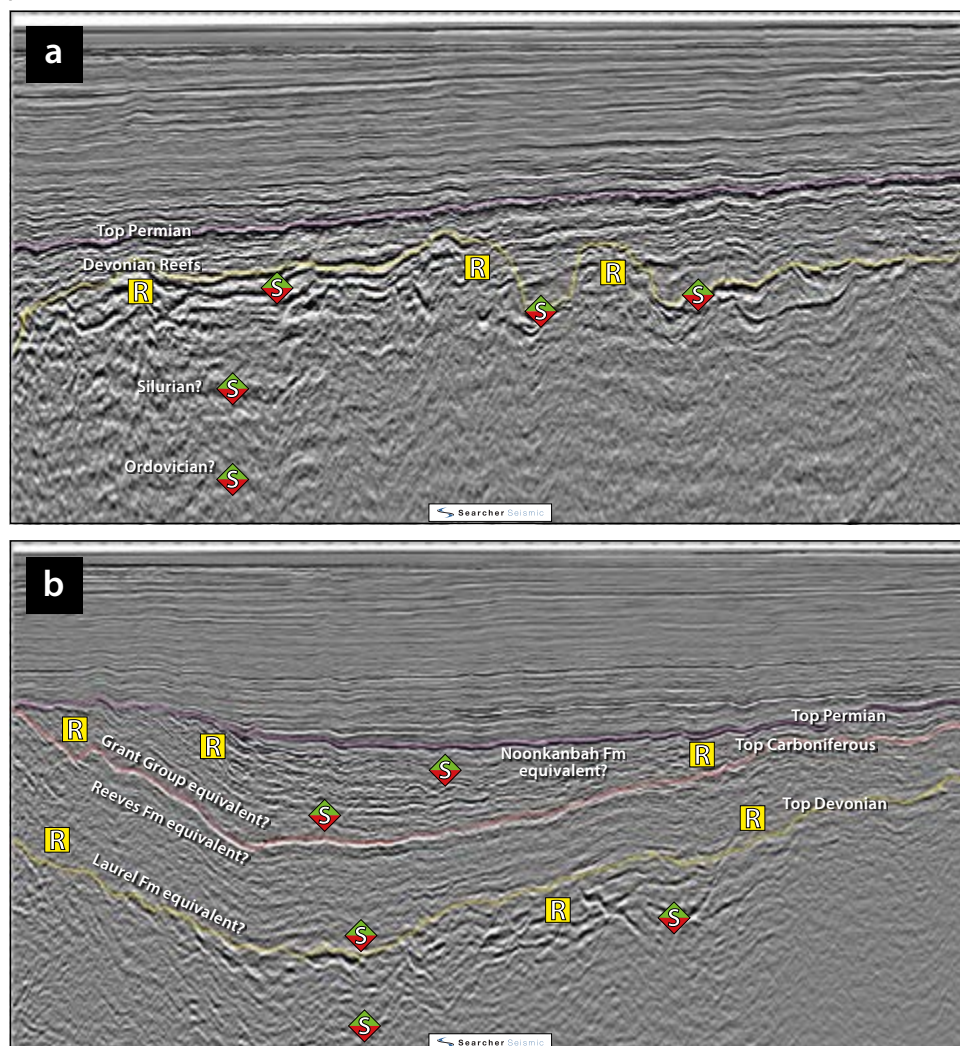 a
Top Permian
Devonian Reefs
R
S
R
R
S
S
Silurian?
S
Ordovician?
S
Searcher Seismic
b
Top Permian
R
R
Grant Group equivalent?
Noonkanbah Fm
equivalent?
R
Top Carboniferous
S
Reeves Fm equivalent?
S
R
Top Devonian
R
Laurel Fm equivalent?
R
S
S
S
Searcher Seismic